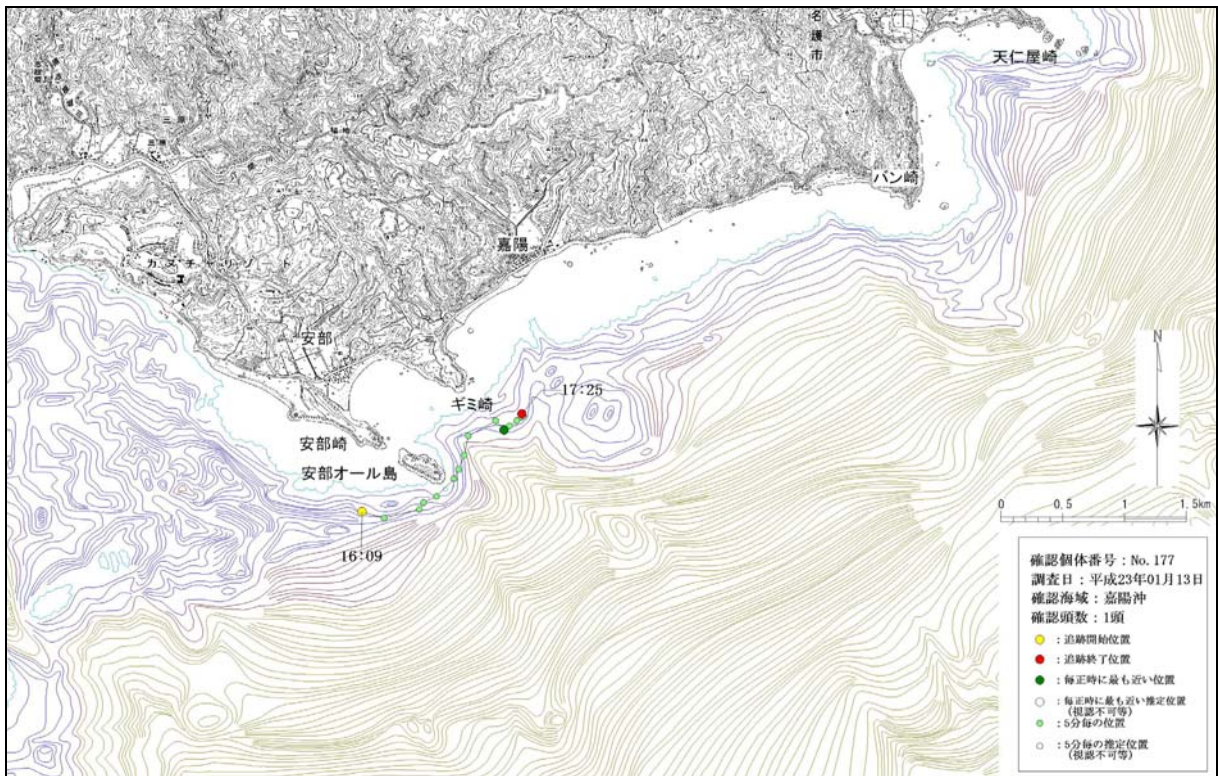 名護市
天仁屋崎
バン崎
嘉陽
カヌチャリゾート
安部
ギミ崎
17:25
安部崎
安部オール島
16:09
N
0 0.5 1 1.5km
確認個体番号：No. 177
調査日：平成23年01月13日
確認海域：嘉陽沖
確認頭数：1頭
：追跡開始位置
：追跡終了位置
：毎正時に最も近い位置
：毎正時に最も近い推定位置
（視認不可等）
：5分毎の位置
：5分毎の推定位置
（視認不可等）